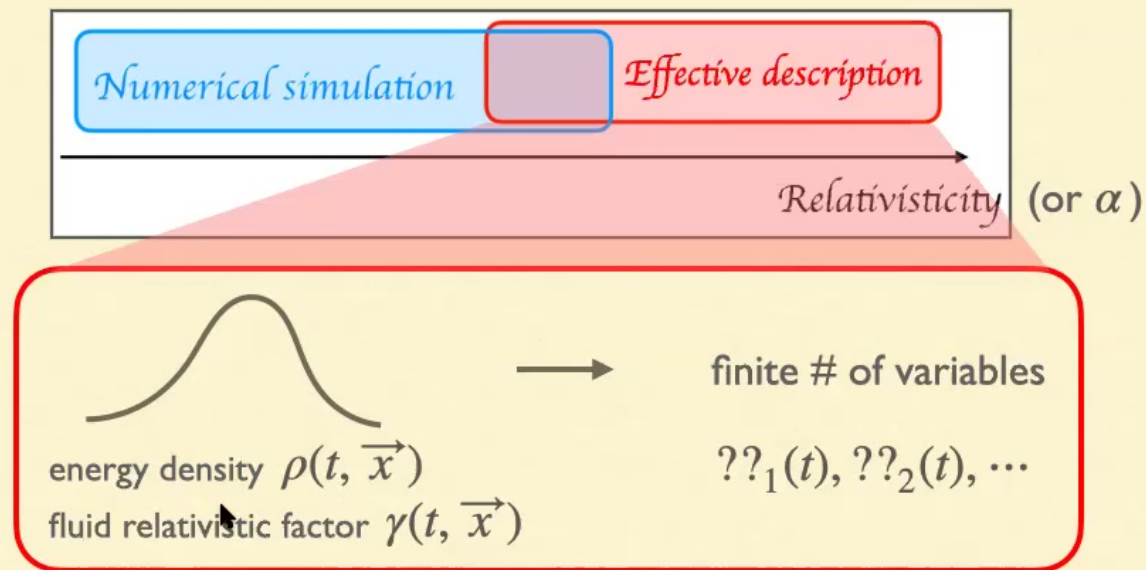 Numerical simulation
Effective description
Relativisticity (or α)
finite # of variables
energy density ρ(t, x⃗)
??₁(t), ??₂(t), ⋯
fluid relativistic factor γ(t, x⃗)